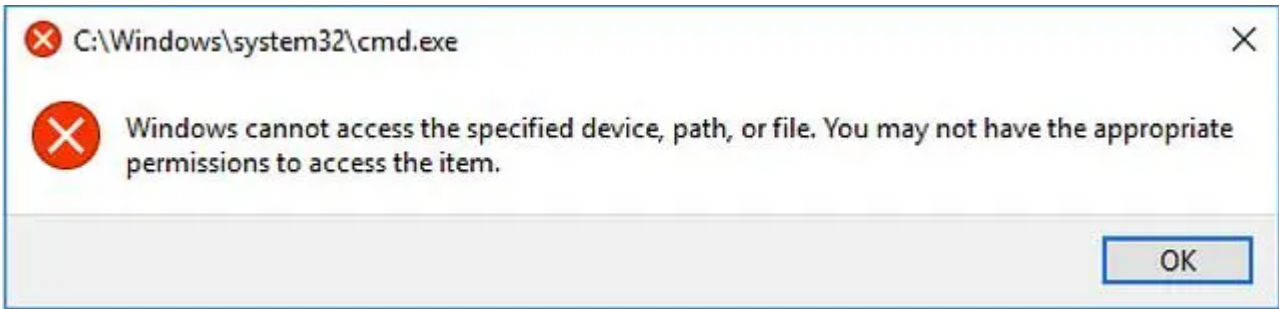 C:\Windows\system32\cmd.exe
Windows cannot access the specified device, path, or file. You may not have the appropriate
permissions to access the item.
OK